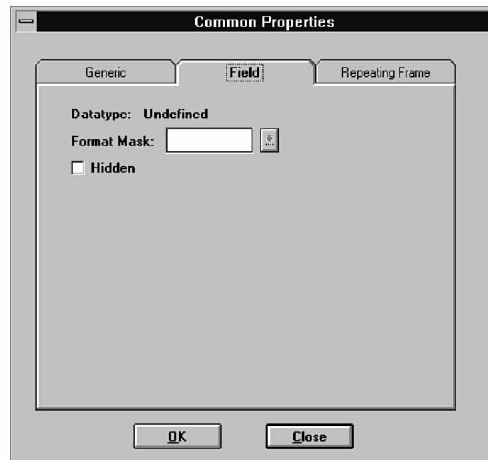 Common Properties
Generic Field Repeating Frame
Datatype: Undefined
Format Mask:
Hidden
OK Close